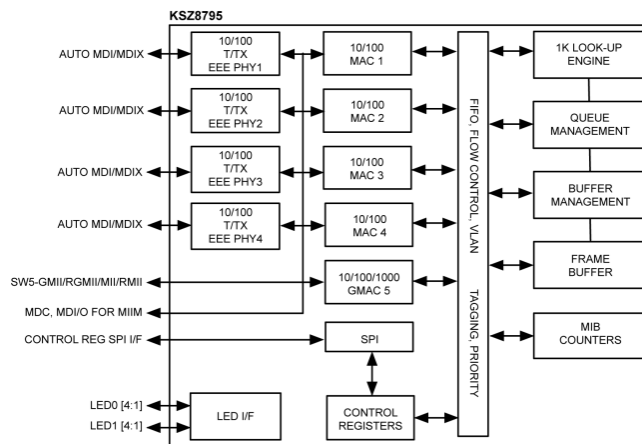 KSZ8795
AUTO MDI/MDIX
10/100
T/TX
EEE PHY1
10/100
MAC 1
1K LOOK-UP
ENGINE
AUTO MDI/MDIX
10/100
T/TX
EEE PHY2
10/100
MAC 2
QUEUE
MANAGEMENT
AUTO MDI/MDIX
10/100
T/TX
EEE PHY3
10/100
MAC 3
BUFFER
MANAGEMENT
AUTO MDI/MDIX
10/100
T/TX
EEE PHY4
10/100
MAC 4
FRAME
BUFFER
FIFO, FLOW CONTROL, VLAN TAGGING, PRIORITY
SW5-GMII/RGMII/MII/RMII
10/100/1000
GMAC 5
MDC, MDI/O FOR MIIM
CONTROL REG SPI I/F
SPI
MIB
COUNTERS
LED0 [4:1]
LED1 [4:1]
LED I/F
CONTROL
REGISTERS